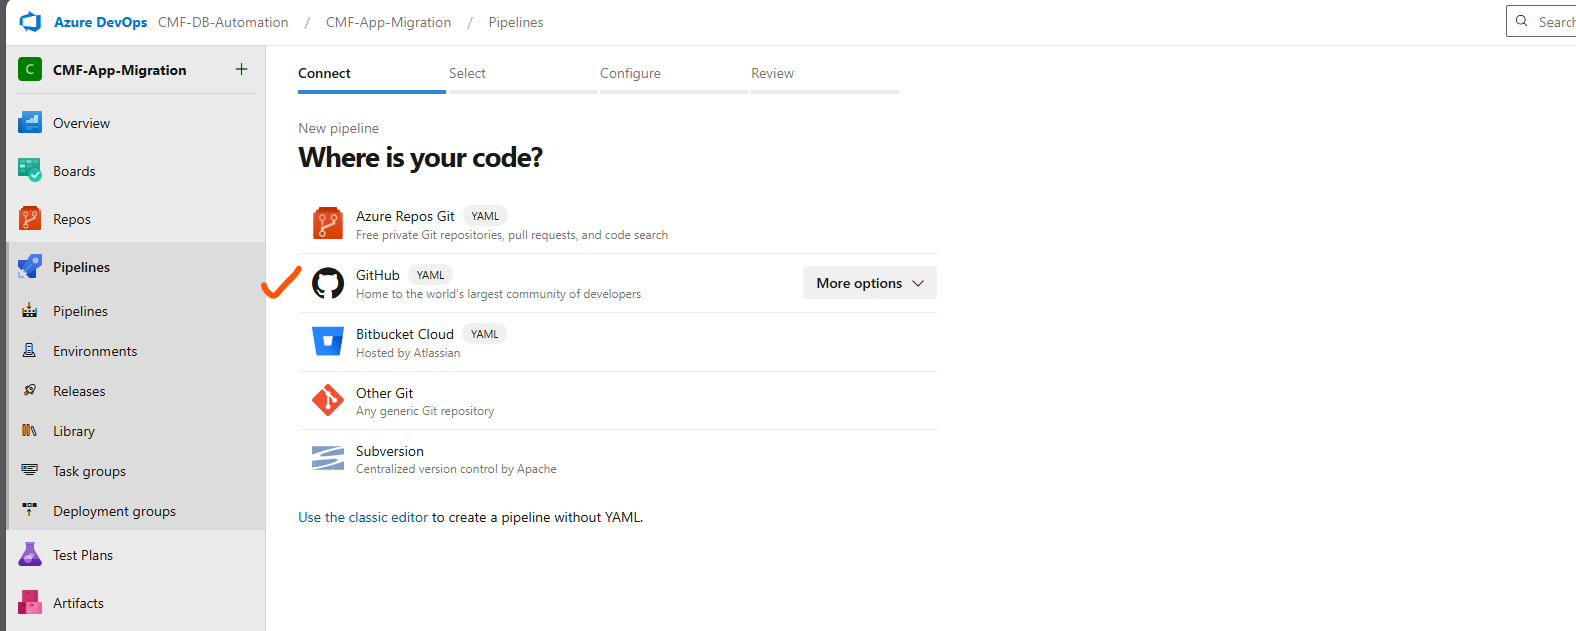 Azure DevOps CMF-DB-Automation / CMF-App-Migration / Pipelines
Search
C CMF-App-Migration +
Overview
Boards
Repos
Pipelines
Pipelines
Environments
Releases
Library
Task groups
Deployment groups
Test Plans
Artifacts
Connect Select Configure Review
New pipeline
Where is your code?
Azure Repos Git YAML
Free private Git repositories, pull requests, and code search
GitHub YAML
Home to the world's largest community of developers
More options
Bitbucket Cloud YAML
Hosted by Atlassian
Other Git
Any generic Git repository
Subversion
Centralized version control by Apache
Use the classic editor to create a pipeline without YAML.